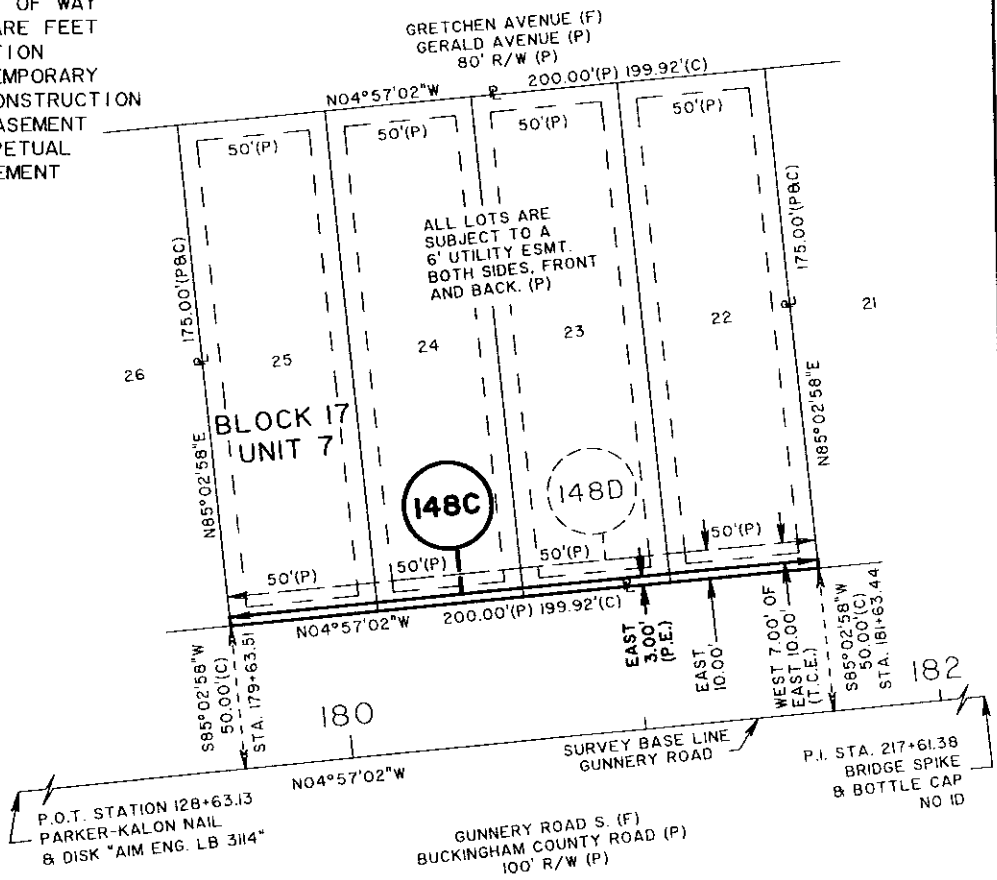 OF WAY
ARE FEET
TION
EMPORARY
ONSTRUCTION
ASEMENT
PETUAL
EMENT
GRETCHEN AVENUE (F)
GERALD AVENUE (P)
80' R/W (P)
N04°57'02"W
200.00'(P) 199.92'(C)
50'(P)
50'(P)
50'(P)
50'(P)
ALL LOTS ARE
SUBJECT TO A
6' UTILITY ESMT.
BOTH SIDES, FRONT
AND BACK. (P)
175.00'(P&C)
175.00'(P&C)
26
25
24
23
22
21
BLOCK 17
UNIT 7
N85°02'58"E
N85°02'58"E
148C
148D
50'(P)
50'(P)
50'(P)
50'(P)
N04°57'02"W
200.00'(P) 199.92'(C)
EAST
3.00'
(P.E.)
EAST
10.00'
WEST 7.00' OF
EAST 10.00'
(T.C.E.)
S85°02'58"W
50.00'(C)
STA. 181+63.44
S85°02'58"W
50.00'(C)
STA. 179+63.51
180
182
N04°57'02"W
SURVEY BASE LINE
GUNNERY ROAD
P.O.T. STATION 128+63.13
PARKER-KALON NAIL
& DISK "AIM ENG. LB 3114"
P.I. STA. 217+61.38
BRIDGE SPIKE
& BOTTLE CAP
NO ID
GUNNERY ROAD S. (F)
BUCKINGHAM COUNTY ROAD (P)
100' R/W (P)